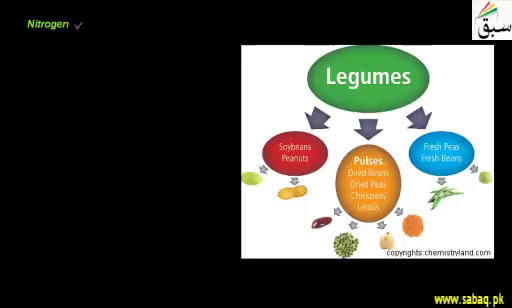 Nitrogen
سبق
Legumes
Soybeans
Peanuts
Pulses
Dried Beans
Dried Peas
Chickpeas
Lentils
Fresh Peas
Fresh Beans
copyrights:chemistryland.com
www.sabaq.pk